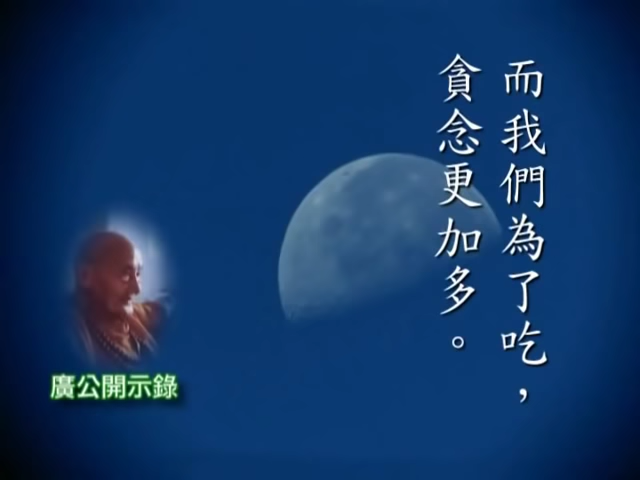 而我們為了吃，
貪念更加多。
廣公開示錄